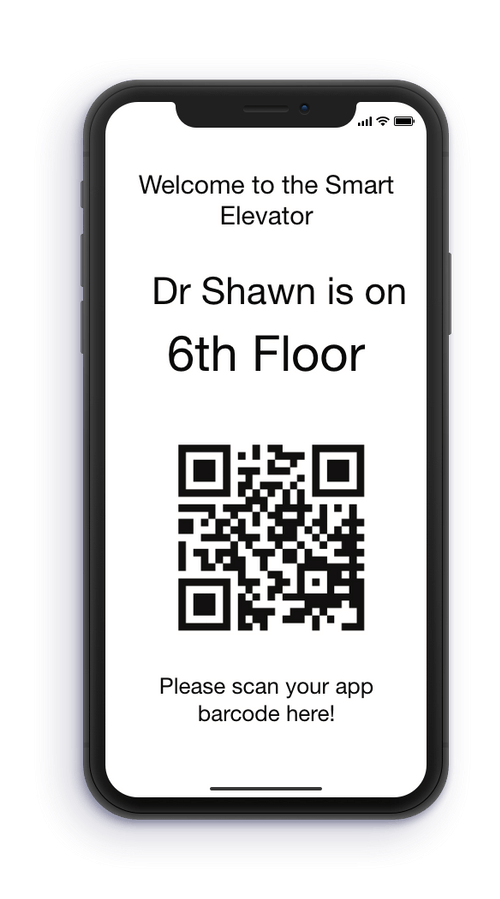 Welcome to the Smart
Elevator
Dr Shawn is on
6th Floor
Please scan your app
barcode here!